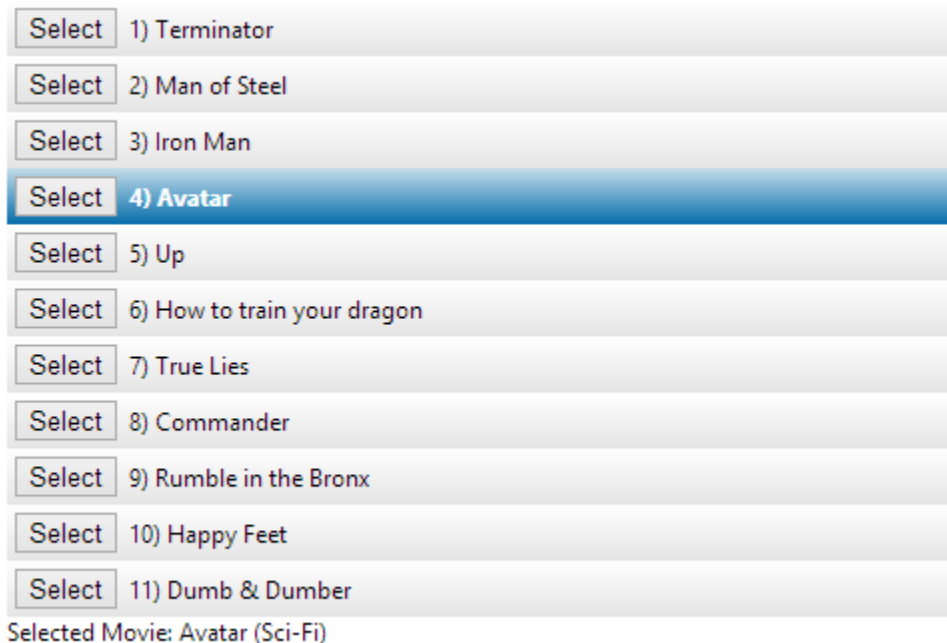 Select 1) Terminator
Select 2) Man of Steel
Select 3) Iron Man
Select 4) Avatar
Select 5) Up
Select 6) How to train your dragon
Select 7) True Lies
Select 8) Commander
Select 9) Rumble in the Bronx
Select 10) Happy Feet
Select 11) Dumb & Dumber
Selected Movie: Avatar (Sci-Fi)